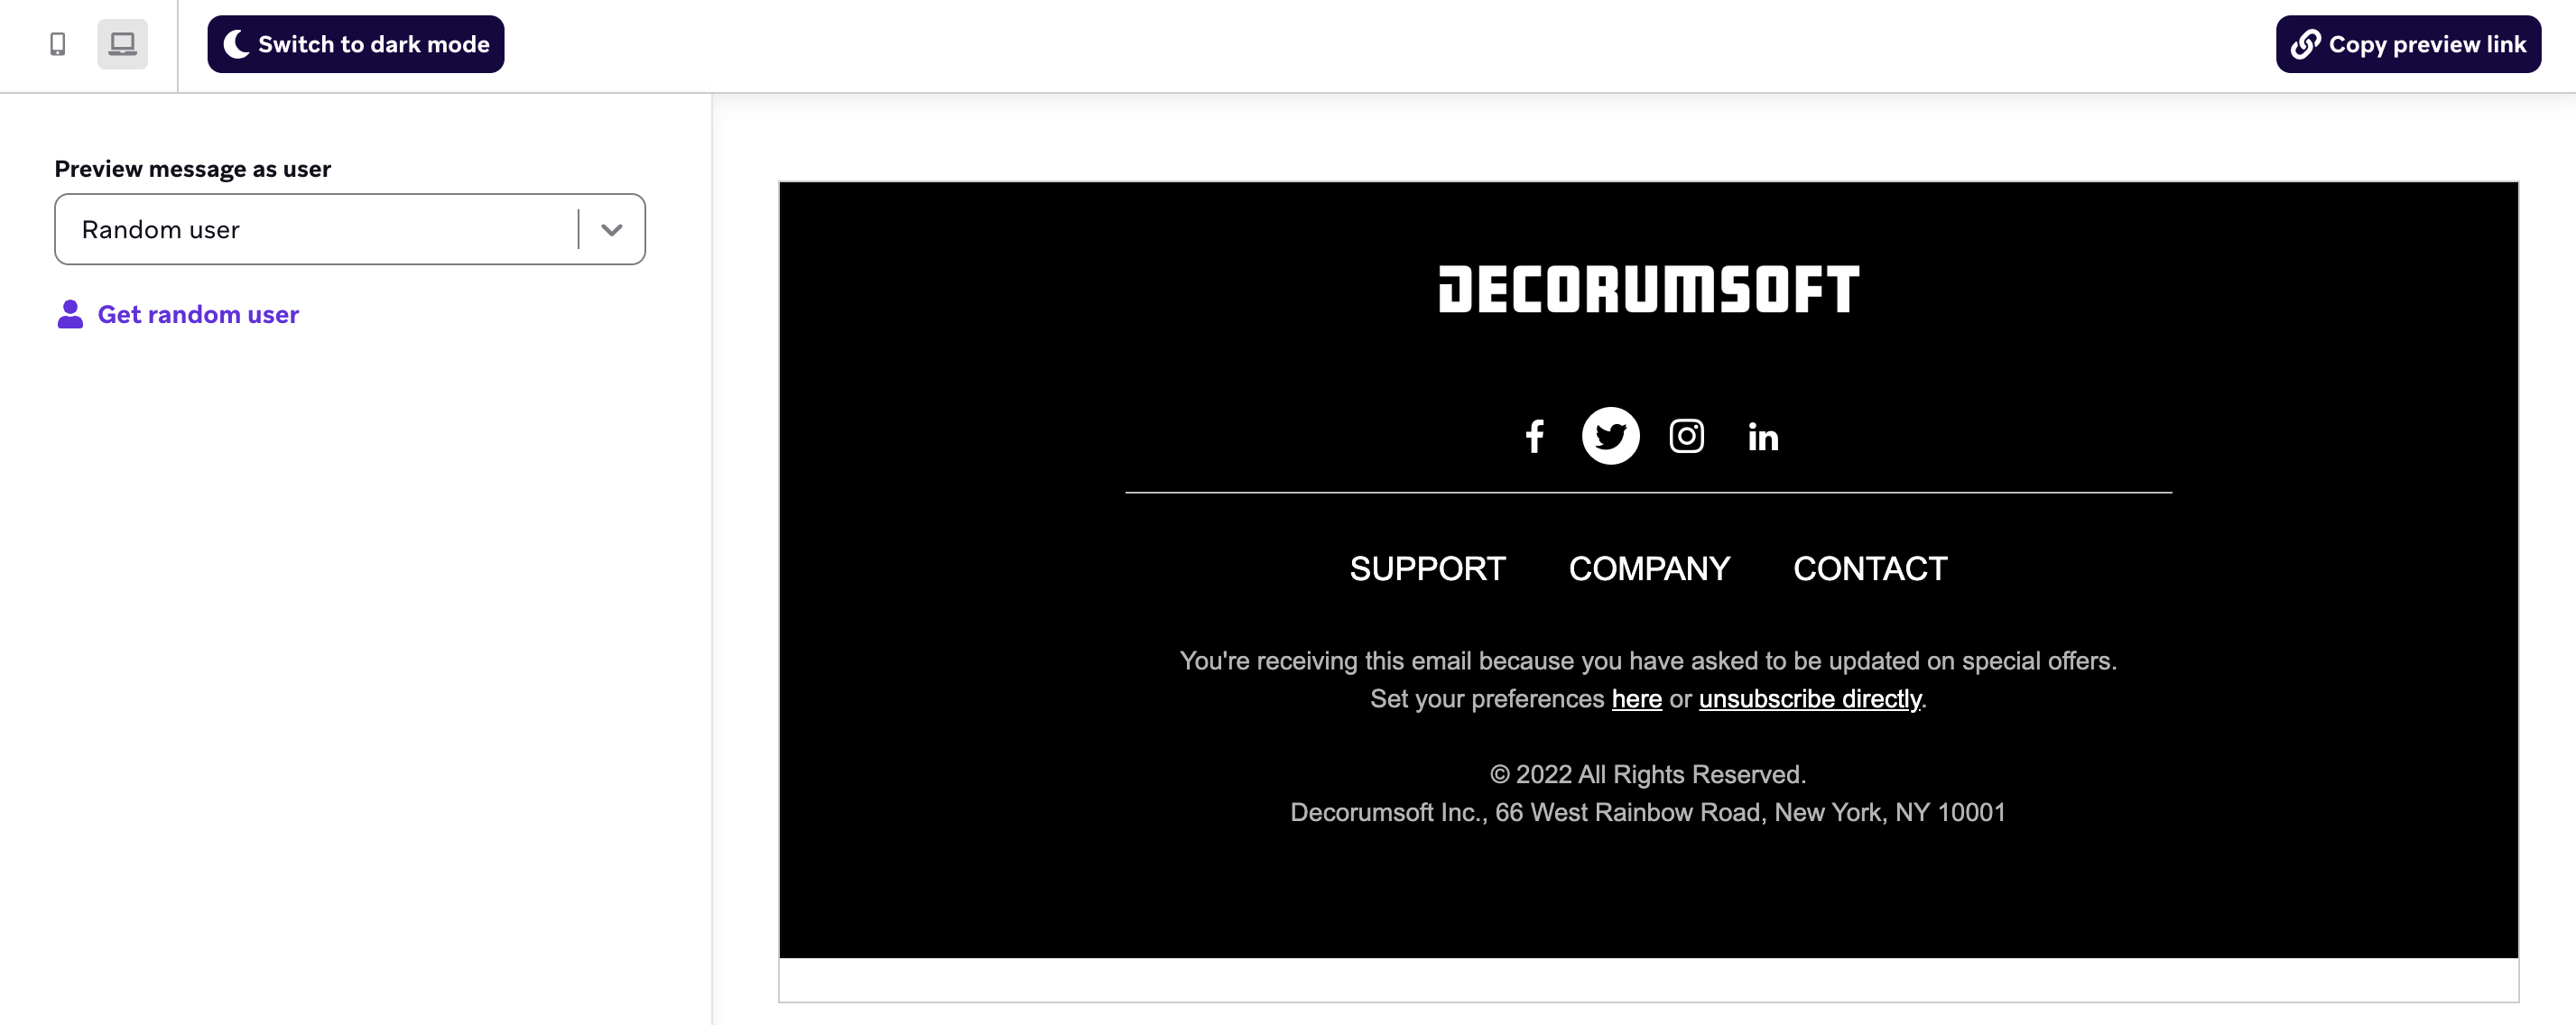 Switch to dark mode
Copy preview link
Preview message as user
Random user
Get random user
DECORUMSOFT
SUPPORT COMPANY CONTACT
You're receiving this email because you have asked to be updated on special offers.
Set your preferences here or unsubscribe directly.
© 2022 All Rights Reserved.
Decorumsoft Inc., 66 West Rainbow Road, New York, NY 10001